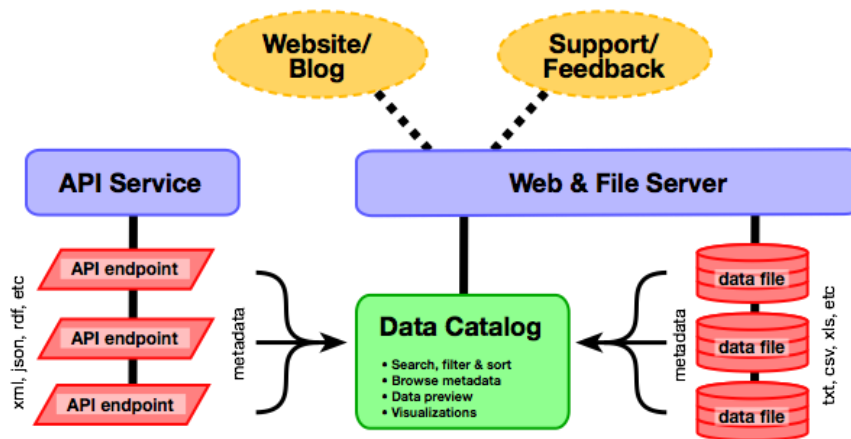 Website/
Blog
Support/
Feedback
API Service
Web & File Server
API endpoint
API endpoint
API endpoint
xml, json, rdf, etc
metadata
Data Catalog
• Search, filter & sort
• Browse metadata
• Data preview
• Visualizations
metadata
data file
data file
data file
txt, csv, xls, etc